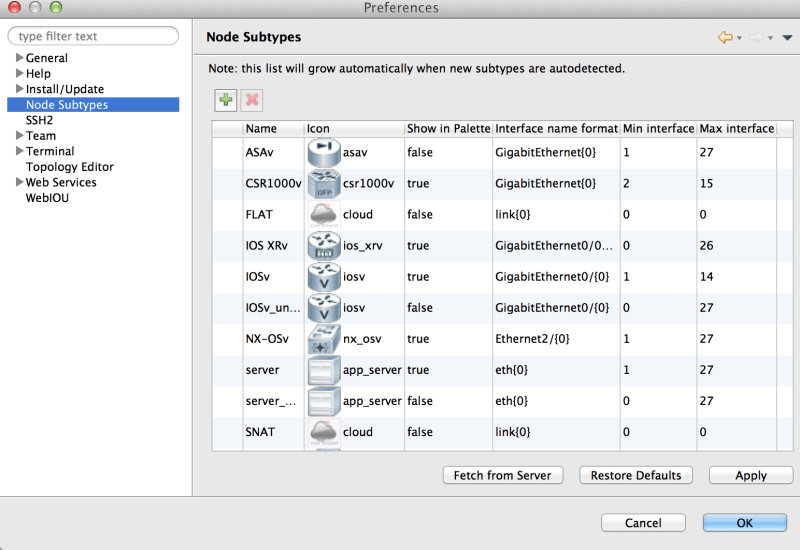 Preferences
type filter text
General
Help
Install/Update
Node Subtypes
SSH2
Team
Terminal
Topology Editor
Web Services
WebIOU
Node Subtypes
Note: this list will grow automatically when new subtypes are autodetected.
Name Icon Show in Palette Interface name format Min interface Max interface
ASAv asav false GigabitEthernet{0} 1 27
CSR1000v QFP csr1000v true GigabitEthernet{0} 2 15
FLAT cloud false link{0} 0 0
IOS XRv ios_xrv true GigabitEthernet0/0... 0 26
IOSv V iosv true GigabitEthernet0/{0} 1 14
IOSv_un... V iosv false GigabitEthernet0/{0} 0 27
NX-OSv nx_osv true Ethernet2/{0} 1 27
server app_server true eth{0} 1 27
server_... app_server false eth{0} 0 27
SNAT cloud false link{0} 0 0
Fetch from Server Restore Defaults Apply
Cancel OK